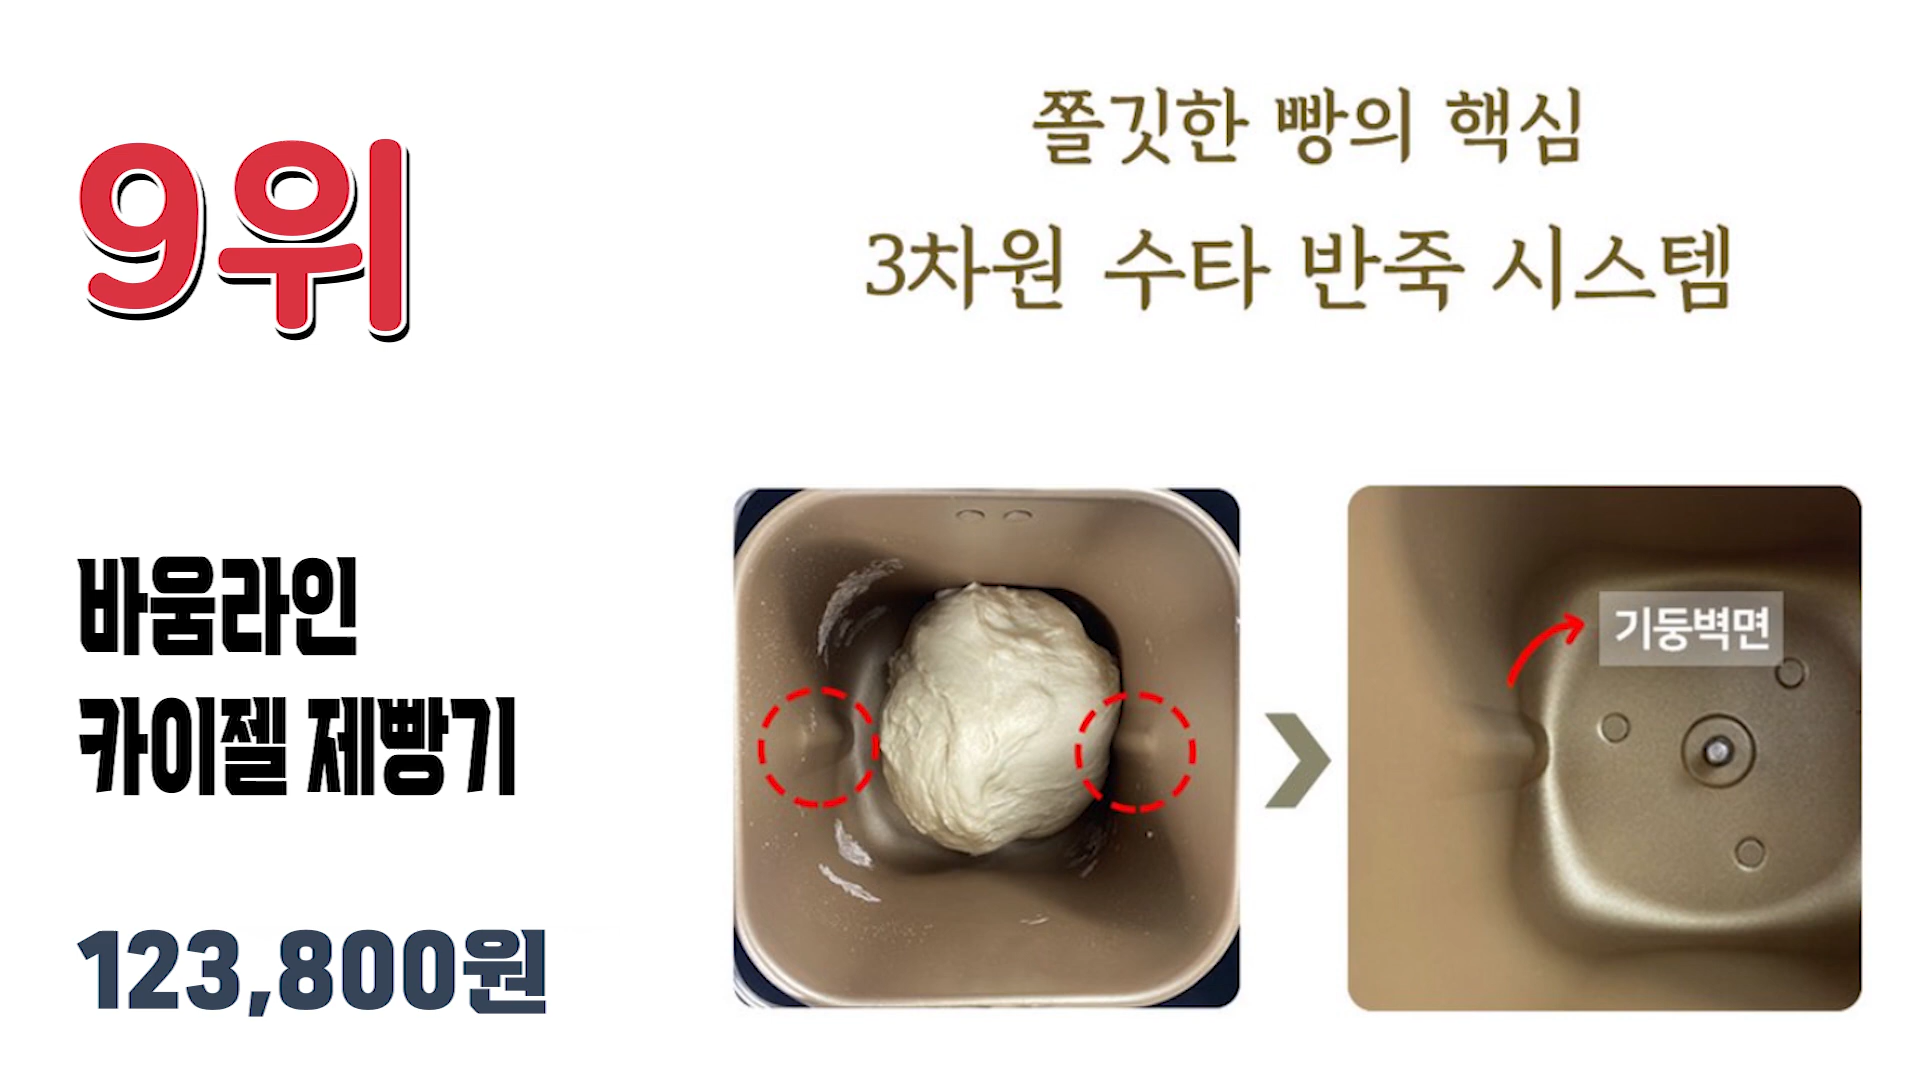 9위
쫄깃한 빵의 핵심
3차원 수타 반죽 시스템
바움라인
카이젤 제빵기
123,800원
기둥벽면